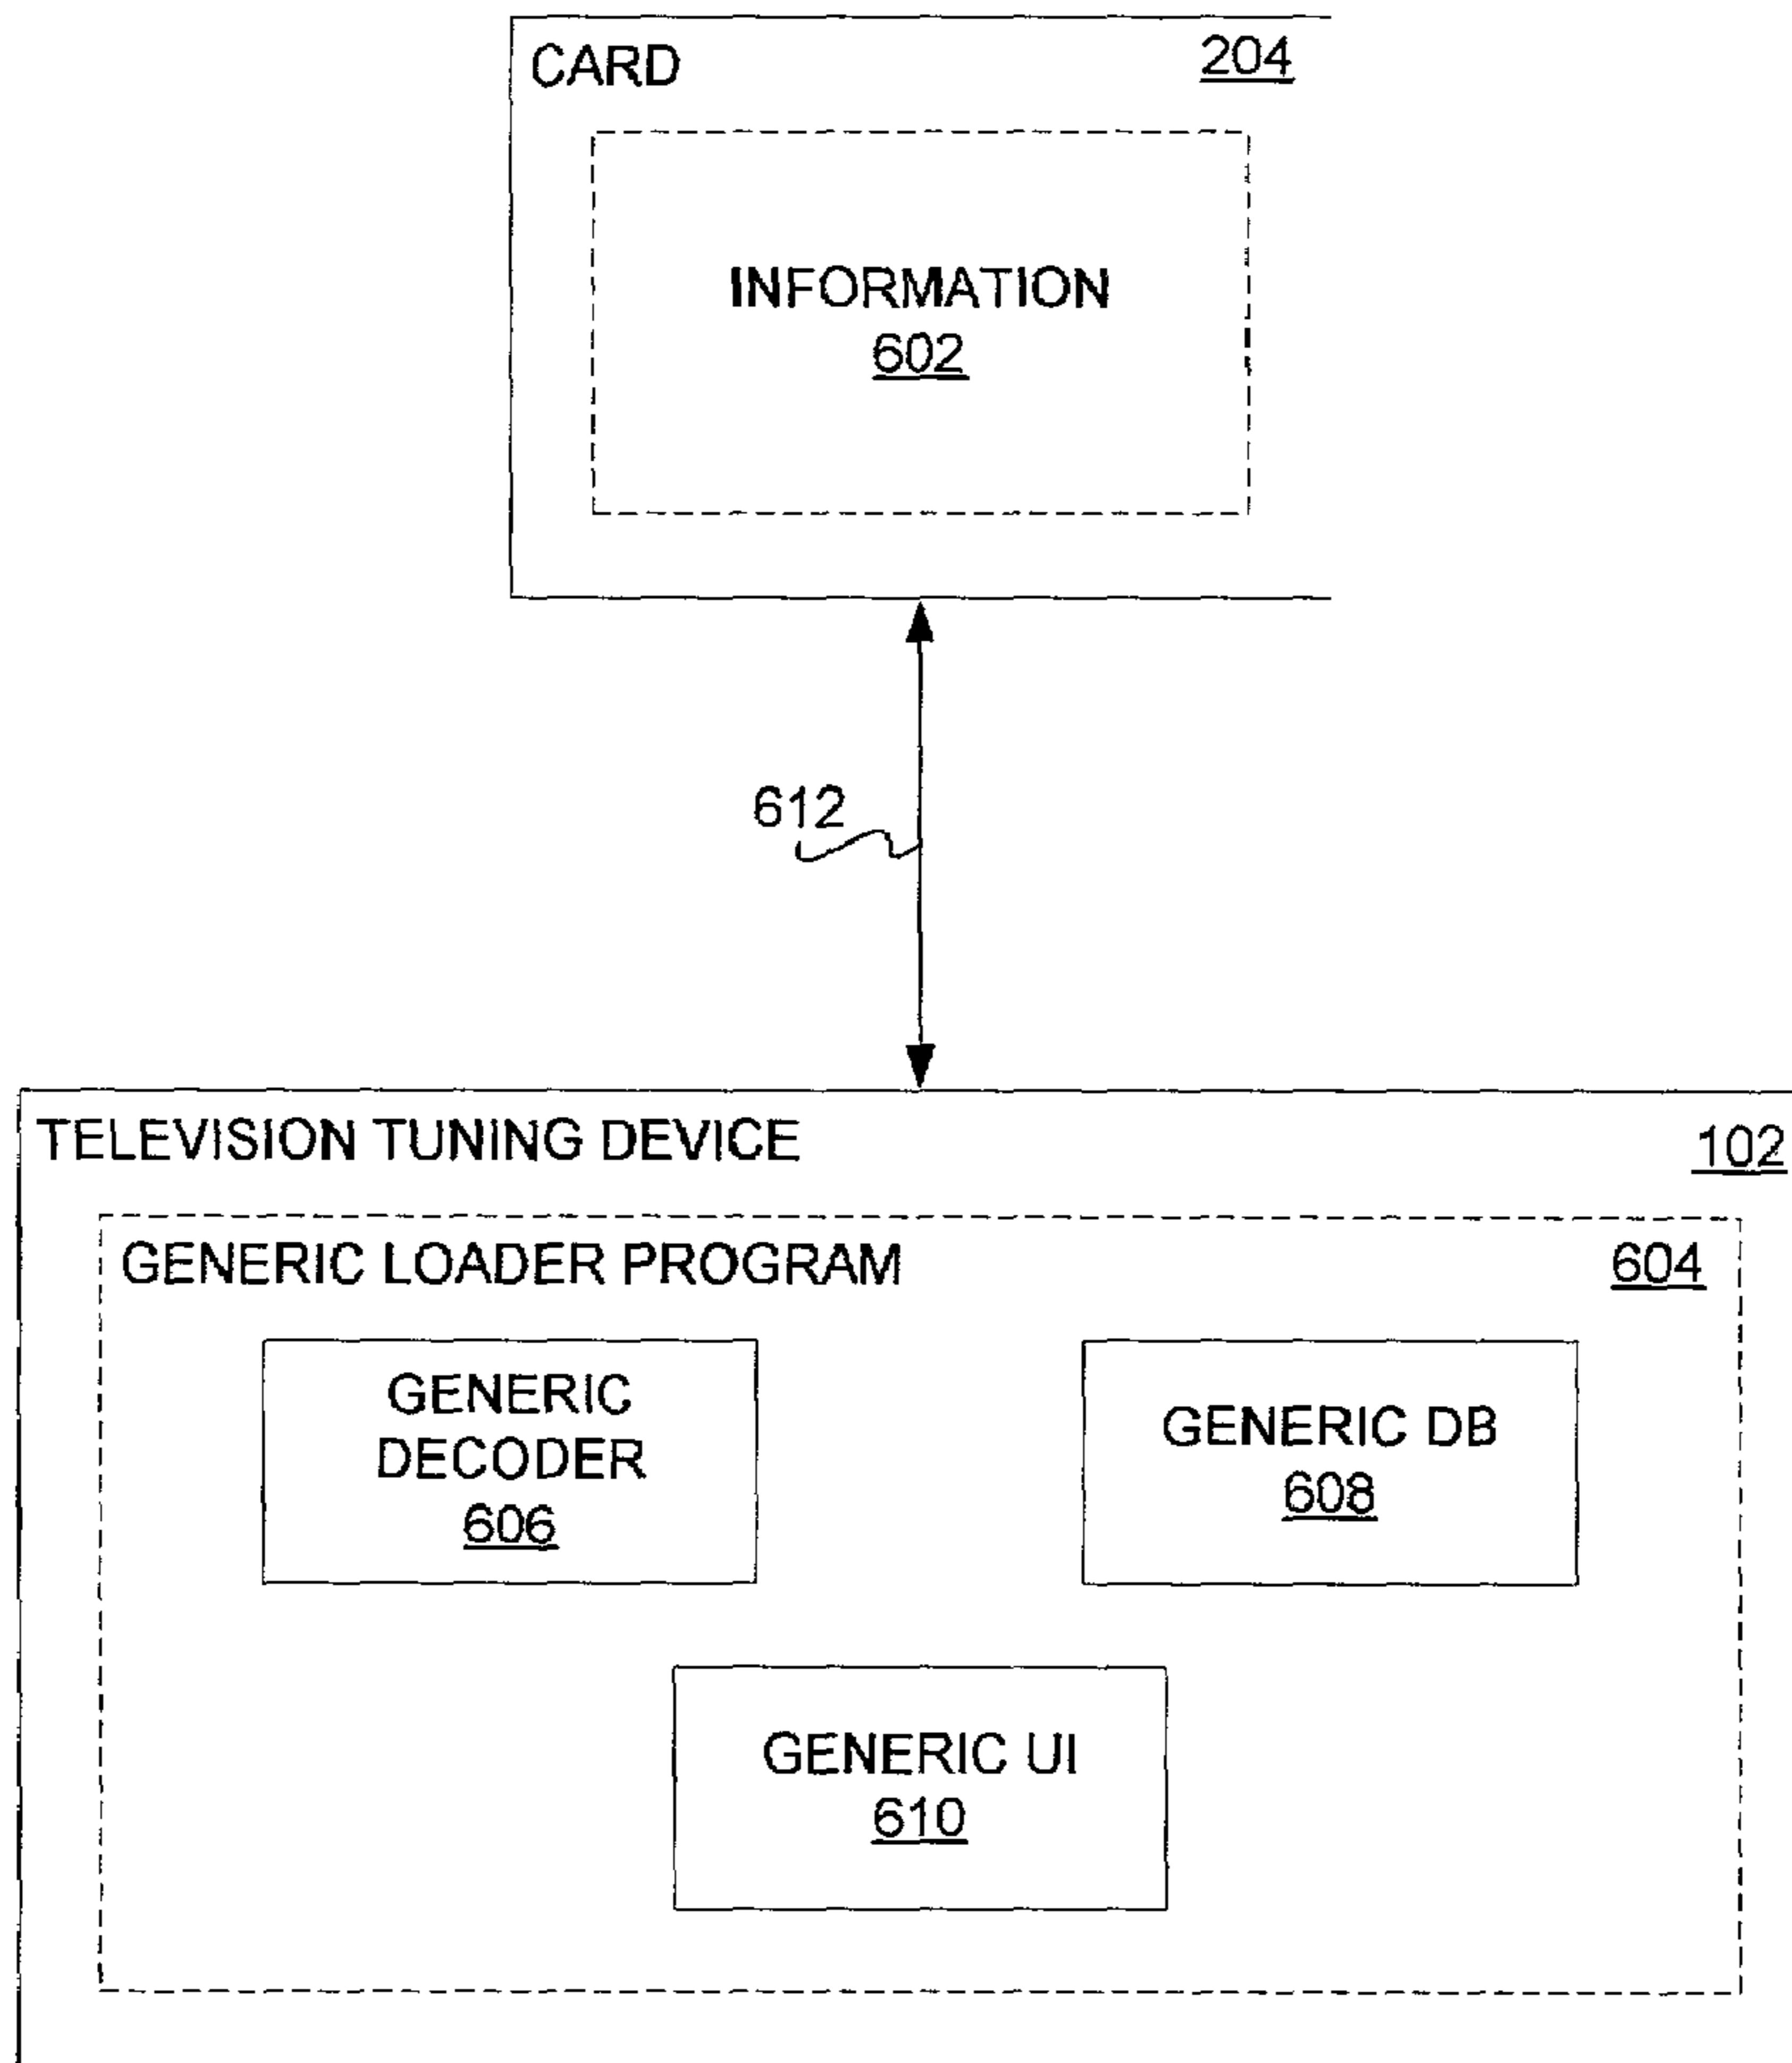 CARD 204
INFORMATION
602
612
TELEVISION TUNING DEVICE 102
GENERIC LOADER PROGRAM 604
GENERIC
DECODER
606
GENERIC DB
608
GENERIC UI
610